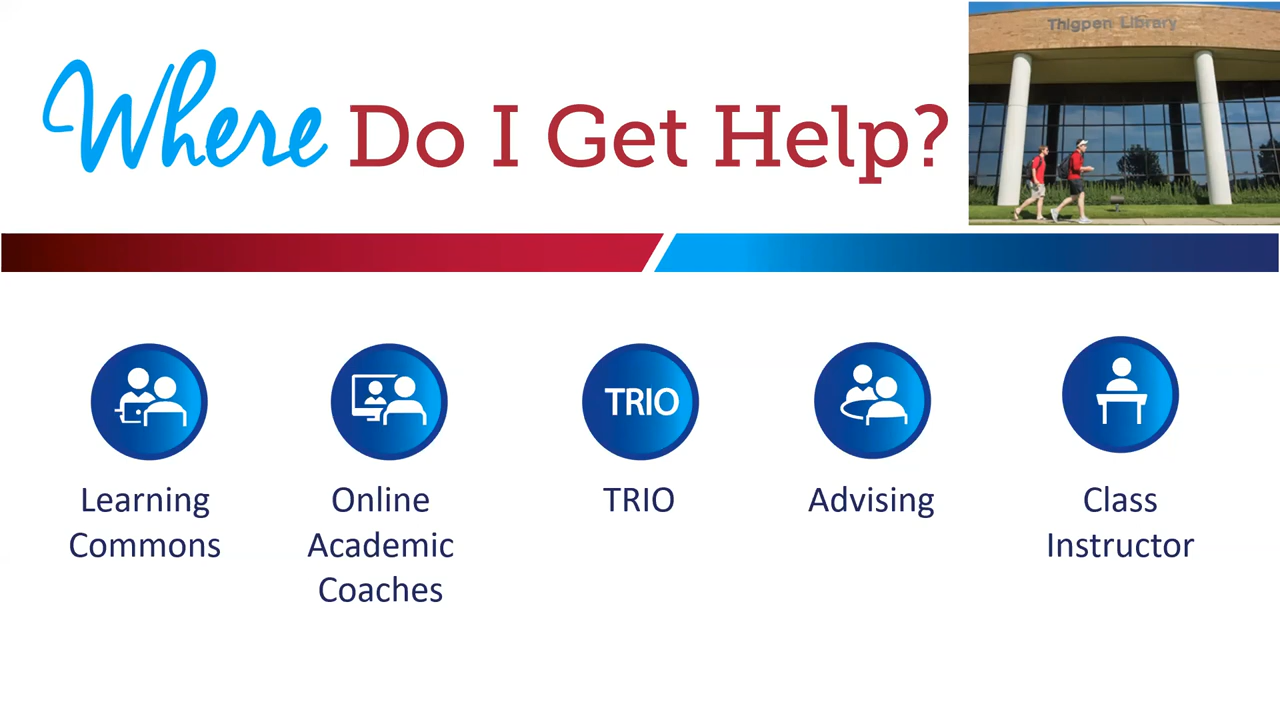 Where Do I Get Help?
Thigpen Library
TRIO
Learning
Commons
Online
Academic
Coaches
TRIO
Advising
Class
Instructor